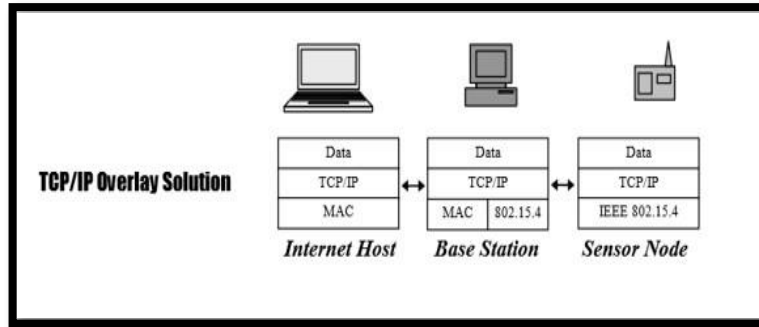 TCP/IP Overlay Solution
Data
TCP/IP
MAC
Internet Host
Data
TCP/IP
MAC 802.15.4
Base Station
Data
TCP/IP
IEEE 802.15.4
Sensor Node